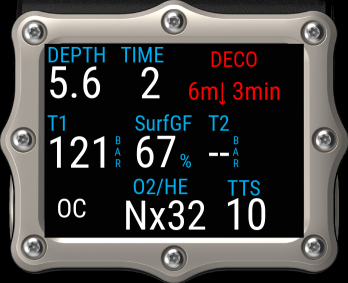 DEPTH TIME DECO
5.6 2 6m↓ 3min
T1 SurfGF T2
121 BAR 67% -- BAR
O2/HE TTS
OC Nx32 10